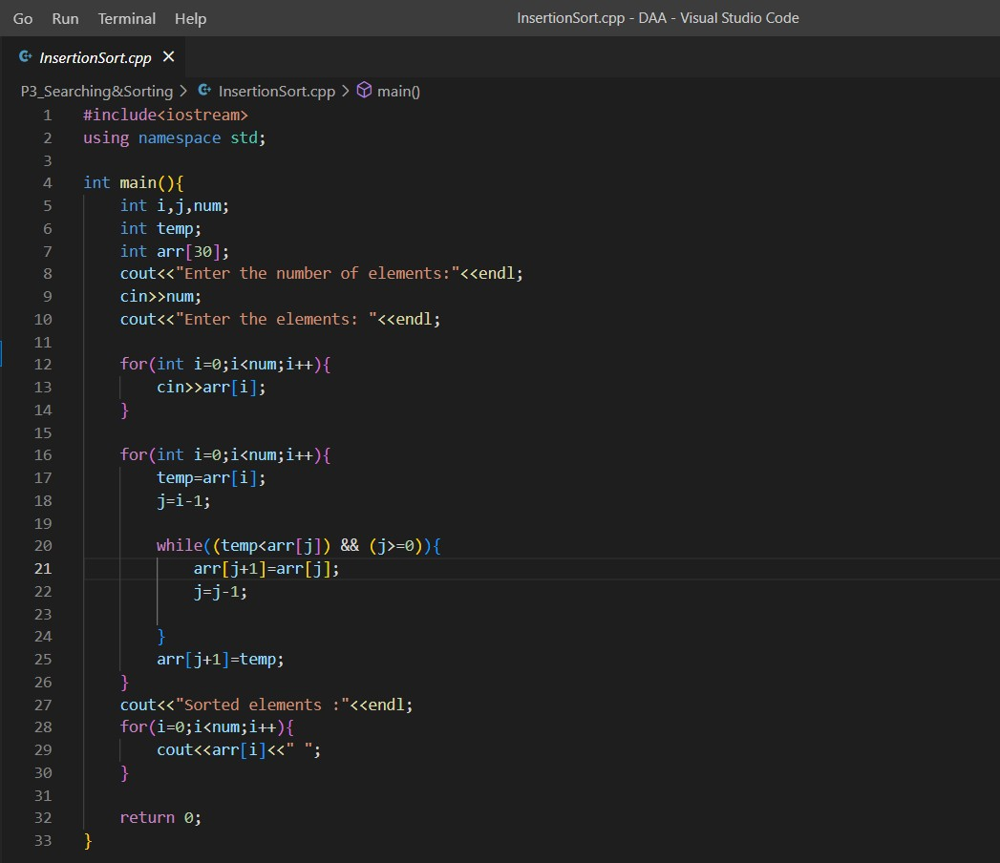 Go Run Terminal Help InsertionSort.cpp - DAA - Visual Studio Code
InsertionSort.cpp
P3_Searching&Sorting > InsertionSort.cpp > main()
1 #include<iostream>
2 using namespace std;
3
4 int main(){
5     int i,j,num;
6     int temp;
7     int arr[30];
8     cout<<"Enter the number of elements:"<<endl;
9     cin>>num;
10     cout<<"Enter the elements: "<<endl;
11
12     for(int i=0;i<num;i++){
13         cin>>arr[i];
14     }
15
16     for(int i=0;i<num;i++){
17         temp=arr[i];
18         j=i-1;
19
20         while((temp<arr[j]) && (j>=0)){
21             arr[j+1]=arr[j];
22             j=j-1;
23
24         }
25         arr[j+1]=temp;
26     }
27     cout<<"Sorted elements :"<<endl;
28     for(i=0;i<num;i++){
29         cout<<arr[i]<<" ";
30     }
31
32     return 0;
33 }